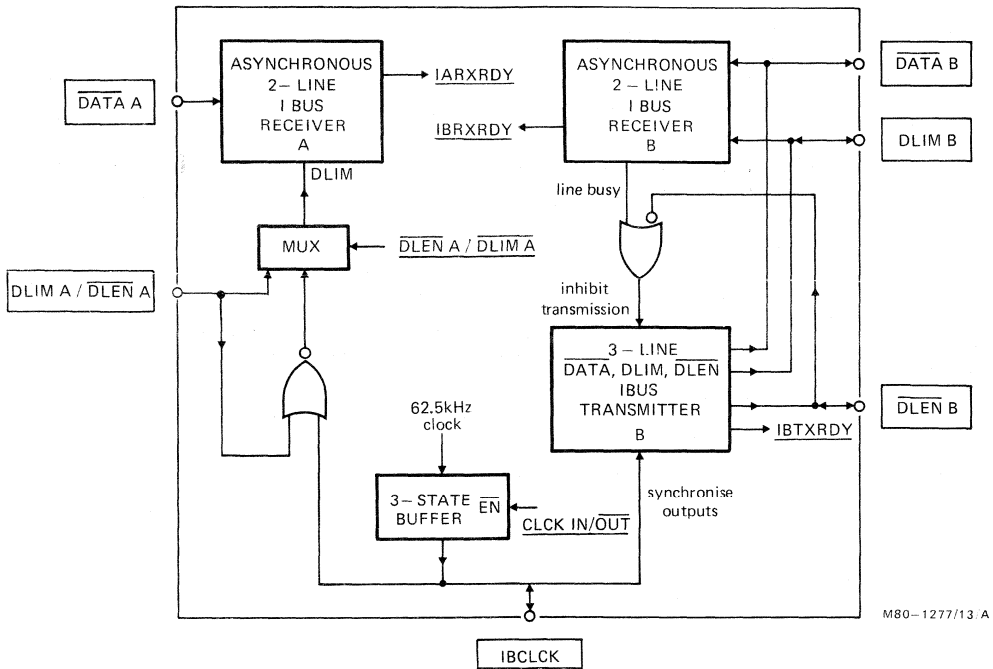 ASYNCHRONOUS
2-LINE
I BUS
RECEIVER
A
IARXRDY
ASYNCHRONOUS
2-LINE
I BUS
RECEIVER
B
IBRXRDY
DATA A
DATA B
DLIM B
DLIM
line busy
MUX
DLEN A / DLIM A
DLIM A / DLEN A
inhibit
transmission
3-LINE
DATA, DLIM, DLEN
IBUS
TRANSMITTER
B
DLEN B
IBTXRDY
62.5kHz
clock
3-STATE
BUFFER
EN
CLCK IN/OUT
synchronise
outputs
M80-1277/13/A
IBCLCK